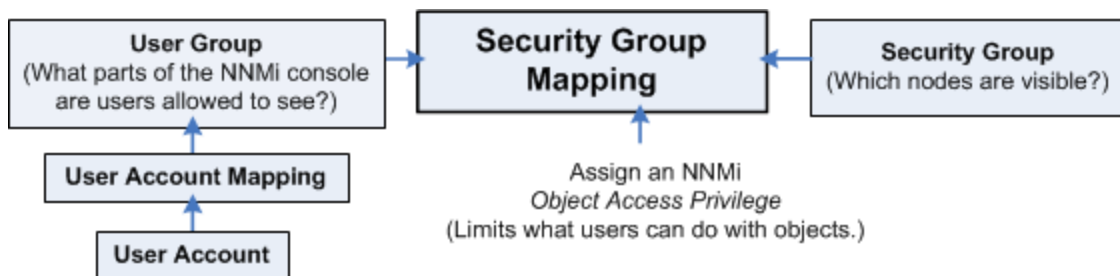 User Group
(What parts of the NNMi console
are users allowed to see?)
User Account Mapping
User Account
Security Group
Mapping
Assign an NNMi
Object Access Privilege
(Limits what users can do with objects.)
Security Group
(Which nodes are visible?)